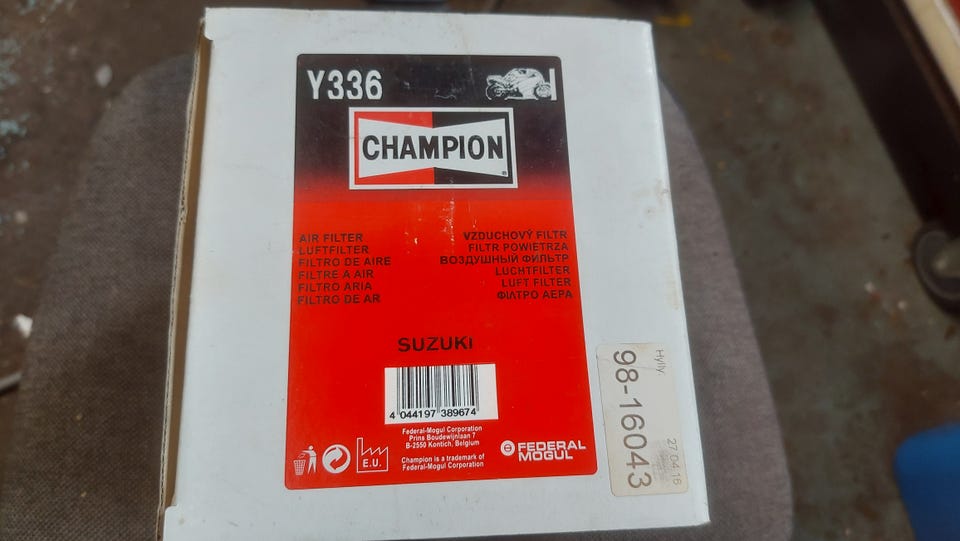 Y336
CHAMPION
®
AIR FILTER
LUFTFILTER
FILTRO DE AIRE
FILTRE A AIR
FILTRO ARIA
FILTRO DE AR
VZDUCHOVÝ FILTR
FILTR POWIETRZA
ВОЗДУШНЫЙ ФИЛЬТР
LUCHTFILTER
LUFT FILTER
ΦΙΛΤΡΟ ΑΕΡΑ
SUZUKI
4 044197 389674
Federal-Mogul Corporation
Prins Boudewijnlaan 7
B-2550 Kontich, Belgium
Champion is a trademark of
Federal-Mogul Corporation
E.U.
FEDERAL
MOGUL
Hylly:
98-16043
27.04.16